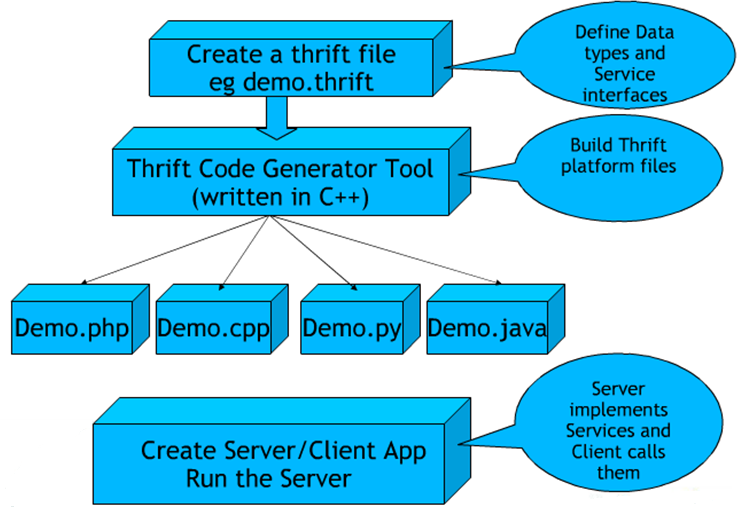 Create a thrift file
eg demo.thrift
Define Data
types and
Service
interfaces
Thrift Code Generator Tool
(written in C++)
Build Thrift
platform files
Demo.php
Demo.cpp
Demo.py
Demo.java
Create Server/Client App
Run the Server
Server
implements
Services and
Client calls
them